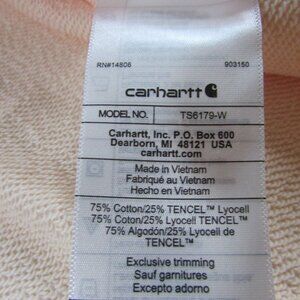 RN#14806 903150
carhartt
MODEL NO. TS6179-W
Carhartt, Inc. P.O. Box 600
Dearborn, MI 48121 USA
carhartt.com
Made in Vietnam
Fabriqué au Vietnam
Hecho en Vietnam
75% Cotton/25% TENCEL™ Lyocell
75% Coton/25% Lyocell TENCEL™
75% Algodón/25% Lyocell de
TENCEL™
Exclusive trimming
Sauf garnitures
Excepto adorno